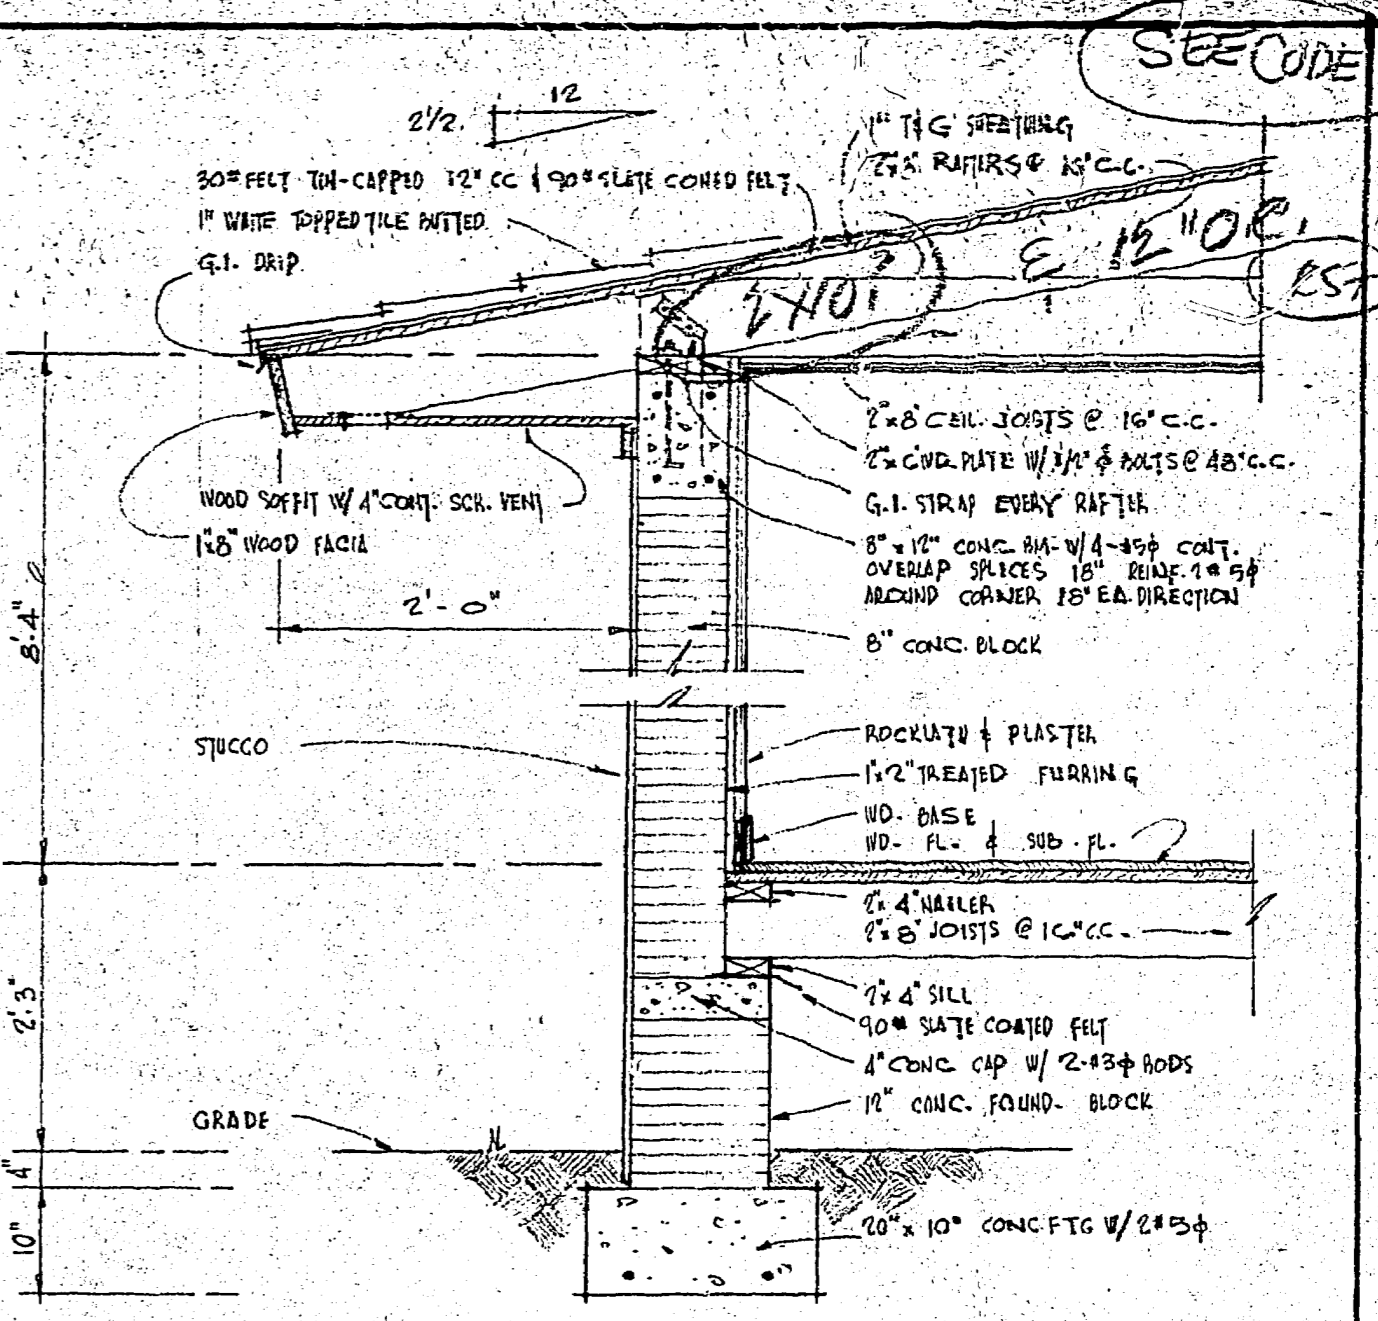 SEE CODE
12
2 1/2
30# FELT TIN-CAPPED 12" CC & 90# SLATE COATED FELT
1" WHITE TOPPED TILE BUTTED
G.I. DRIP
1" T&G SHEATHING
RAFTERS @ C.C.
2X10?
@ 12" O.C.
2"x8" CEIL. JOISTS @ 16" C.C.
PLATE W/ 1/2" ϕ BOLTS @ 48" C.C.
G.I. STRAP EVERY RAFTER
8" x 12" CONC. BM. W/ 4-#5ϕ CONT.
OVERLAP SPLICES 18" REINF. 2#5ϕ
AROUND CORNER 18" EA. DIRECTION
8" CONC. BLOCK
WOOD SOFFIT W/ 4" CONT. SCR. VENT
1"x8" WOOD FACIA
2'-0"
8'-4"
STUCCO
ROCKLATH & PLASTER
1"x2" TREATED FURRING
WD. BASE
WD. FL. & SUB. FL.
2"x4" NAILER
2"x8" JOISTS @ 16" C.C.
2"x4" SILL
90# SLATE COATED FELT
4" CONC. CAP W/ 2-#3ϕ RODS
12" CONC. FOUND. BLOCK
2'-3"
GRADE
4"
10"
20" x 10" CONC. FTG W/ 2#5ϕ